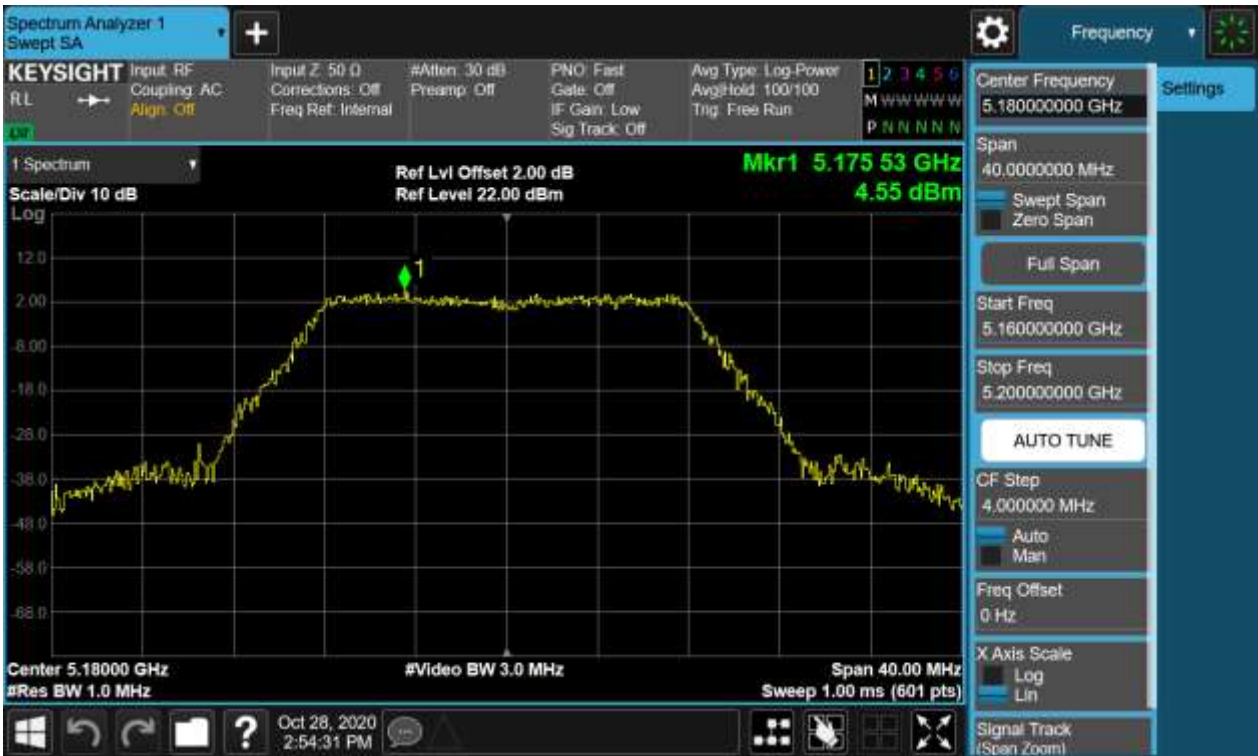 Spectrum Analyzer 1
Swept SA
+
Frequency
KEYSIGHT
RL
Input: RF
Coupling: AC
Align: Off
Input Z: 50 Ω
Corrections: Off
Freq Ref: Internal
#Atten: 30 dB
Preamp: Off
PNO: Fast
Gate: Off
IF Gain: Low
Sig Track: Off
Avg Type: Log-Power
Avg|Hold: 100/100
Trig: Free Run
1 2 3 4 5 6
M W W W W W
P N N N N N
Center Frequency
5.180000000 GHz
Settings
Span
40.0000000 MHz
Swept Span
Zero Span
Full Span
Start Freq
5.160000000 GHz
Stop Freq
5.200000000 GHz
AUTO TUNE
CF Step
4.000000 MHz
Auto
Man
Freq Offset
0 Hz
X Axis Scale
Log
Lin
Signal Track
(Span Zoom)
1 Spectrum
Scale/Div 10 dB
Ref Lvl Offset 2.00 dB
Ref Level 22.00 dBm
Mkr1 5.175 53 GHz
4.55 dBm
Log
12.0
2.00
-8.00
-18.0
-28.0
-38.0
-48.0
-58.0
-68.0
1
Center 5.18000 GHz
#Video BW 3.0 MHz
Span 40.00 MHz
#Res BW 1.0 MHz
Sweep 1.00 ms (601 pts)
?
Oct 28, 2020
2:54:31 PM